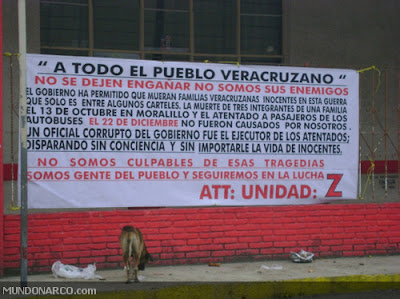 “ A TODO EL PUEBLO VERACRUZANO “
NO SE DEJEN ENGANAR NO SOMOS SUS ENEMIGOS
EL GOBIERNO HA PERMITIDO QUE MUERAN FAMILIAS VERACRUZANAS INOCENTES EN ESTA GUERRA
QUE SOLO ES ENTRE ALGUNOS CARTELES. LA MUERTE DE TRES INTEGRANTES DE UNA FAMILIA
EL 13 DE OCTUBRE EN MORALILLO Y EL ATENTADO A PASAJEROS DE LOS
AUTOBUSES EL 22 DE DICIEMBRE NO FUERON CAUSADOS POR NOSOTROS.
UN OFICIAL CORRUPTO DEL GOBIERNO FUE EL EJECUTOR DE LOS ATENTADOS;
DISPARANDO SIN CONCIENCIA Y SIN IMPORTARLE LA VIDA DE INOCENTES.
NO SOMOS CULPABLES DE ESAS TRAGEDIAS
SOMOS GENTE DEL PUEBLO Y SEGUIREMOS EN LA LUCHA
ATT: UNIDAD: Z
MUNDONARCO.com